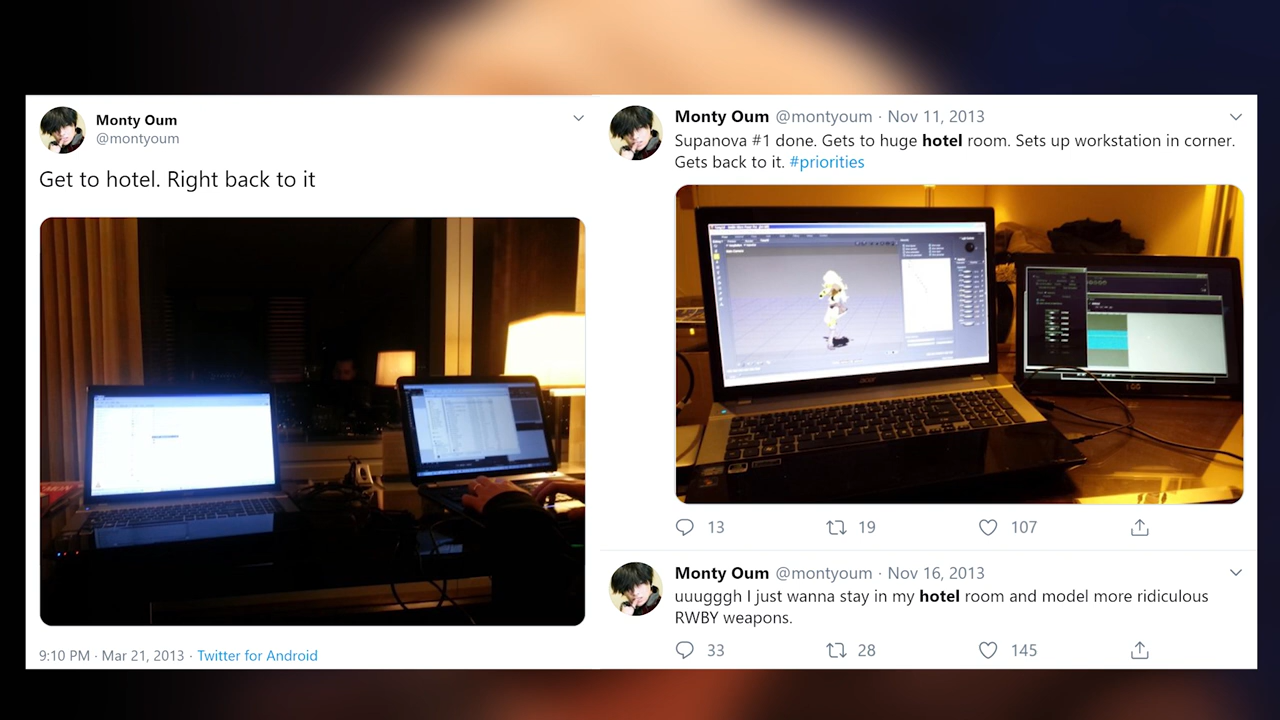 Monty Oum
@montyoum
Get to hotel. Right back to it
9:10 PM · Mar 21, 2013 · Twitter for Android
Monty Oum @montyoum · Nov 11, 2013
Supanova #1 done. Gets to huge hotel room. Sets up workstation in corner.
Gets back to it. #priorities
acer
13 19 107
Monty Oum @montyoum · Nov 16, 2013
uuugggh I just wanna stay in my hotel room and model more ridiculous
RWBY weapons.
33 28 145